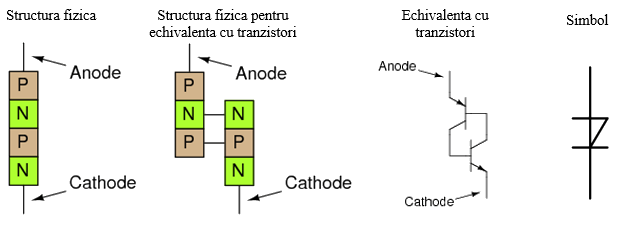 Structura fizica
Structura fizica pentru
echivalenta cu tranzistori
Echivalenta cu
tranzistori
Simbol
Anode
P
N
P
N
Cathode
Anode
P
N
P
N
P
N
Cathode
Anode
Cathode